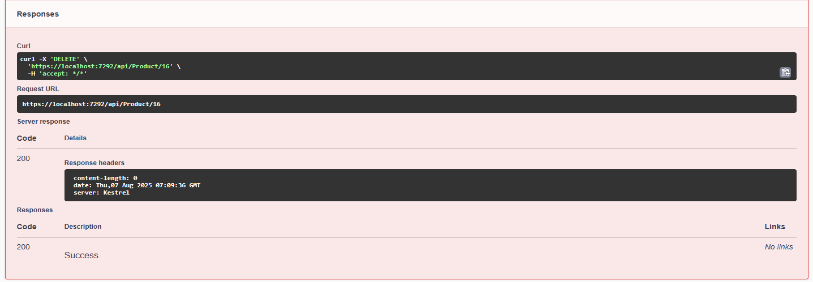 Responses
Curl
curl -X 'DELETE' \
'https://localhost:7292/api/Product/16' \
-H 'accept: */*'
Request URL
https://localhost:7292/api/Product/16
Server response
Code Details
200
Response headers
content-length: 0
date: Thu,07 Aug 2025 07:09:36 GMT
server: Kestrel
Responses
Code Description Links
200 No links
Success